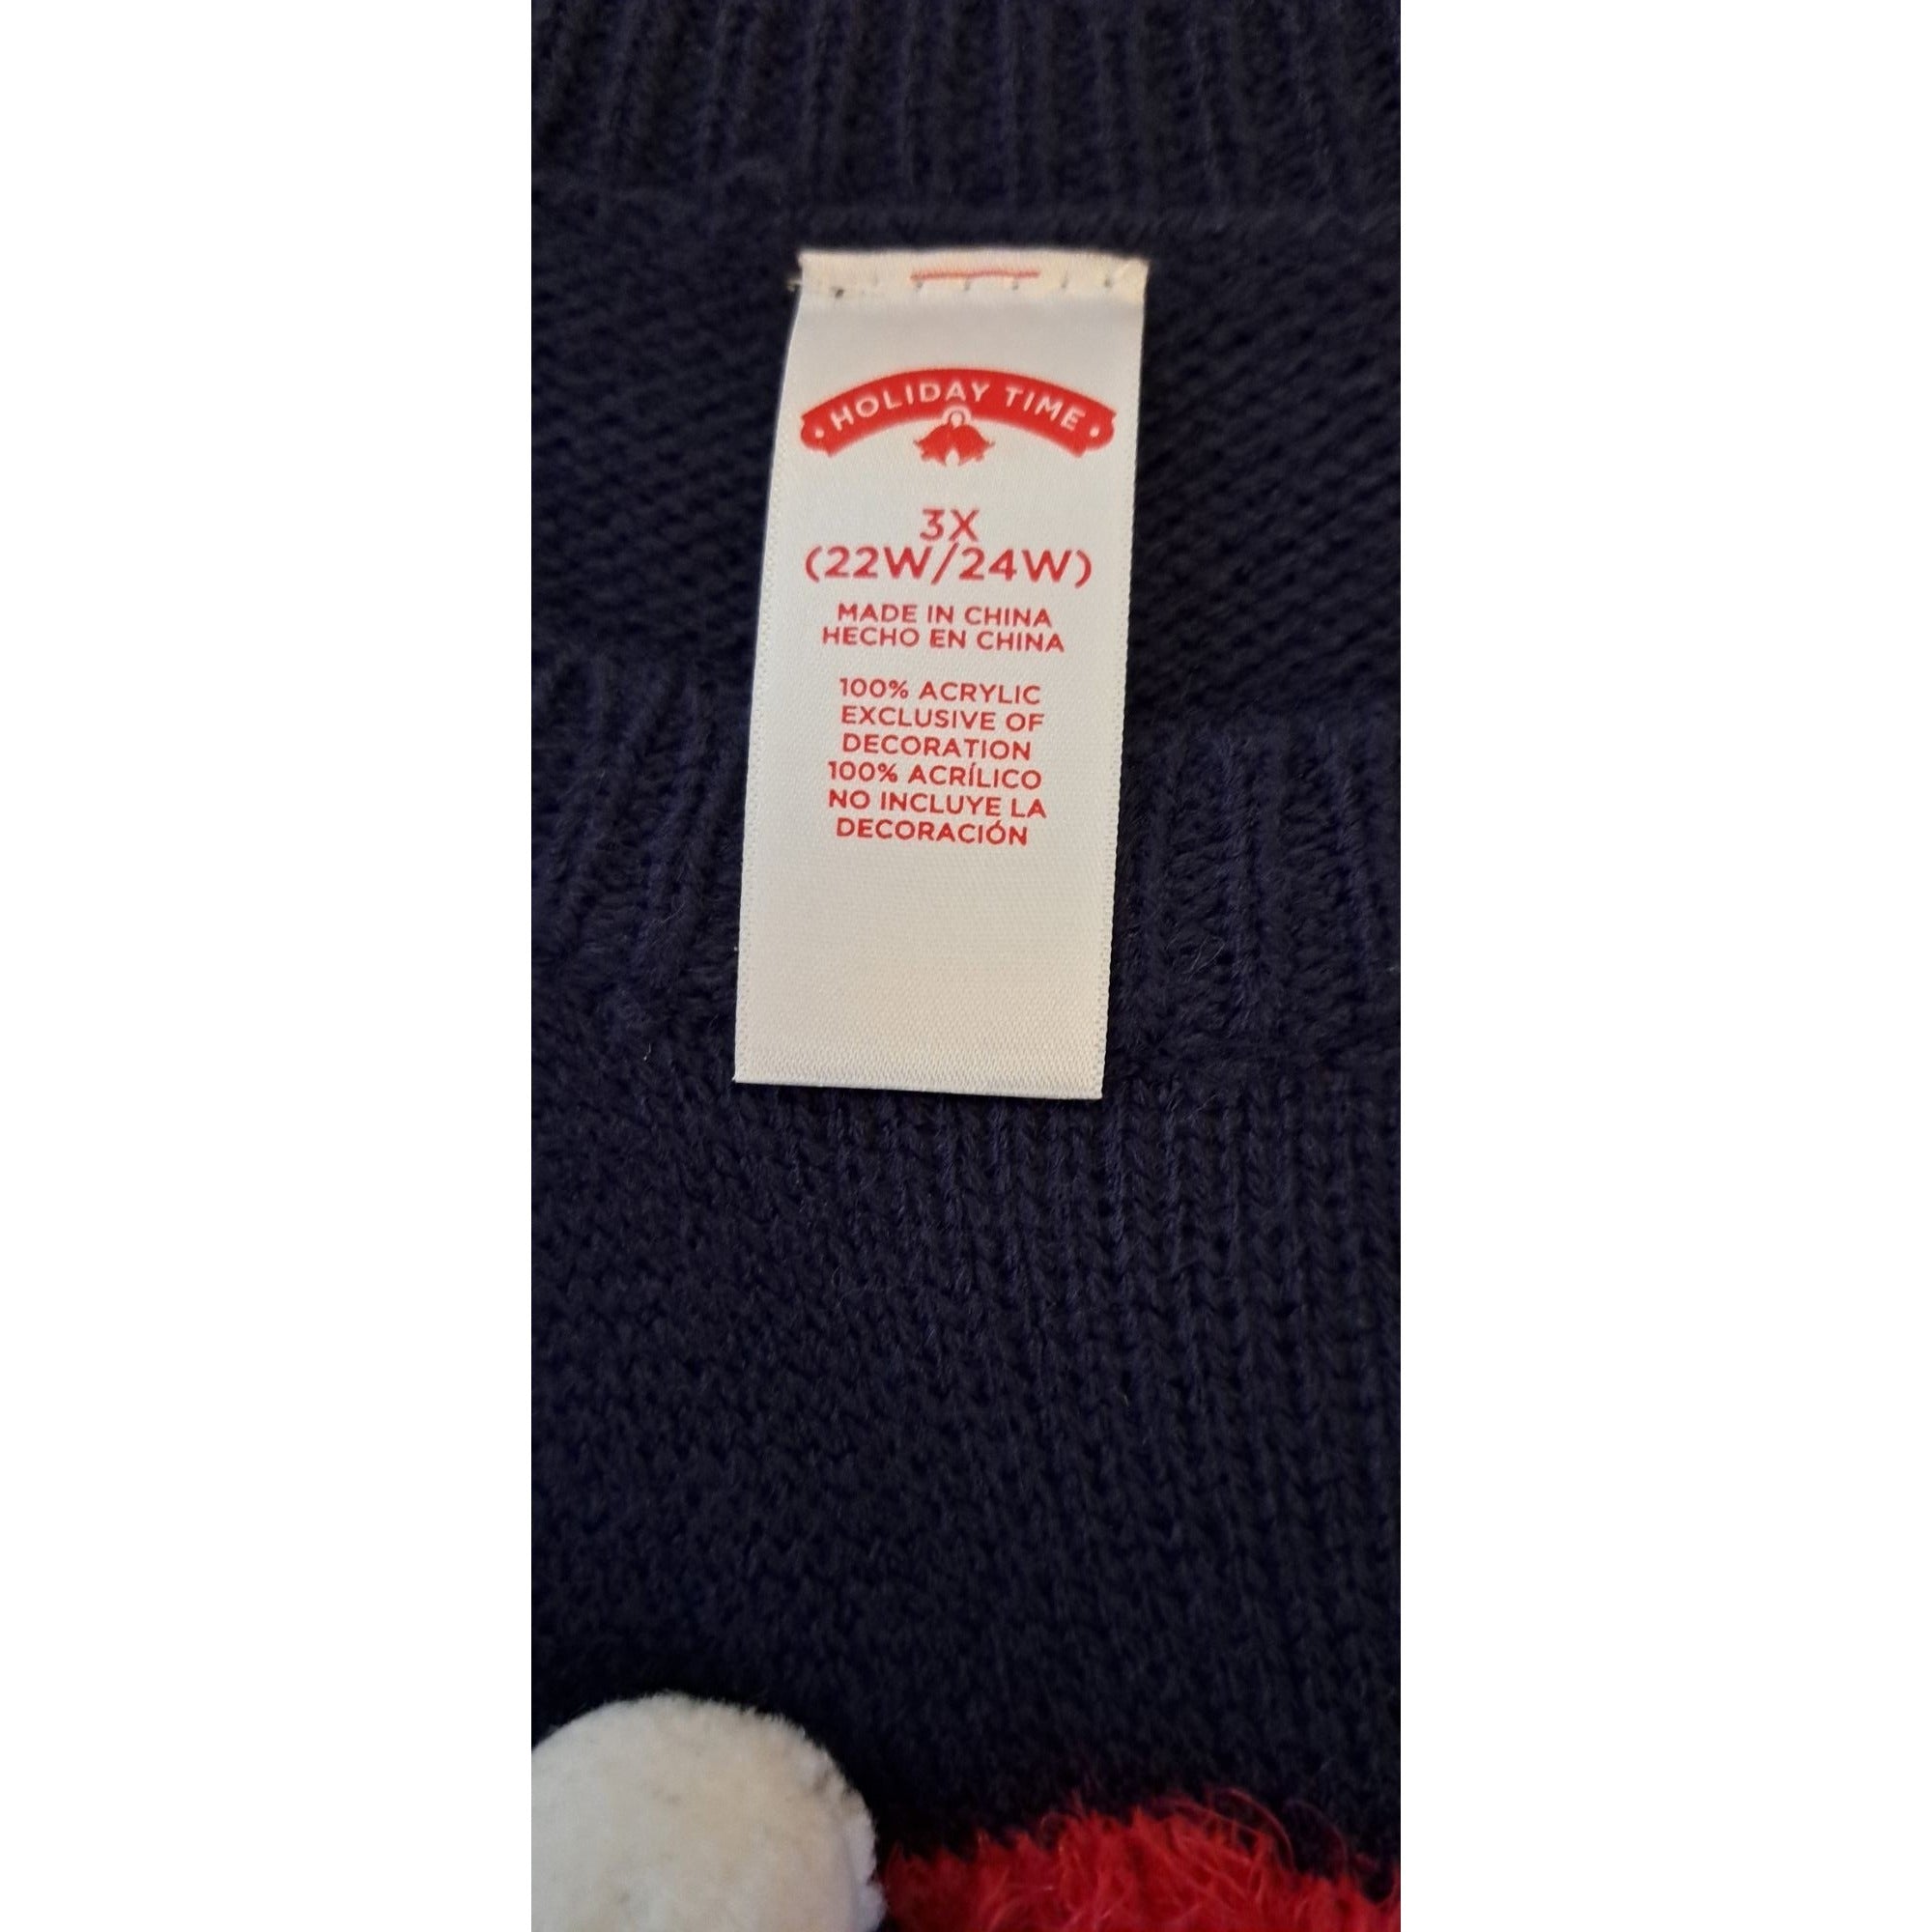 HOLIDAY TIME
3X
(22W/24W)
MADE IN CHINA
HECHO EN CHINA
100% ACRYLIC
EXCLUSIVE OF
DECORATION
100% ACRÍLICO
NO INCLUYE LA
DECORACIÓN